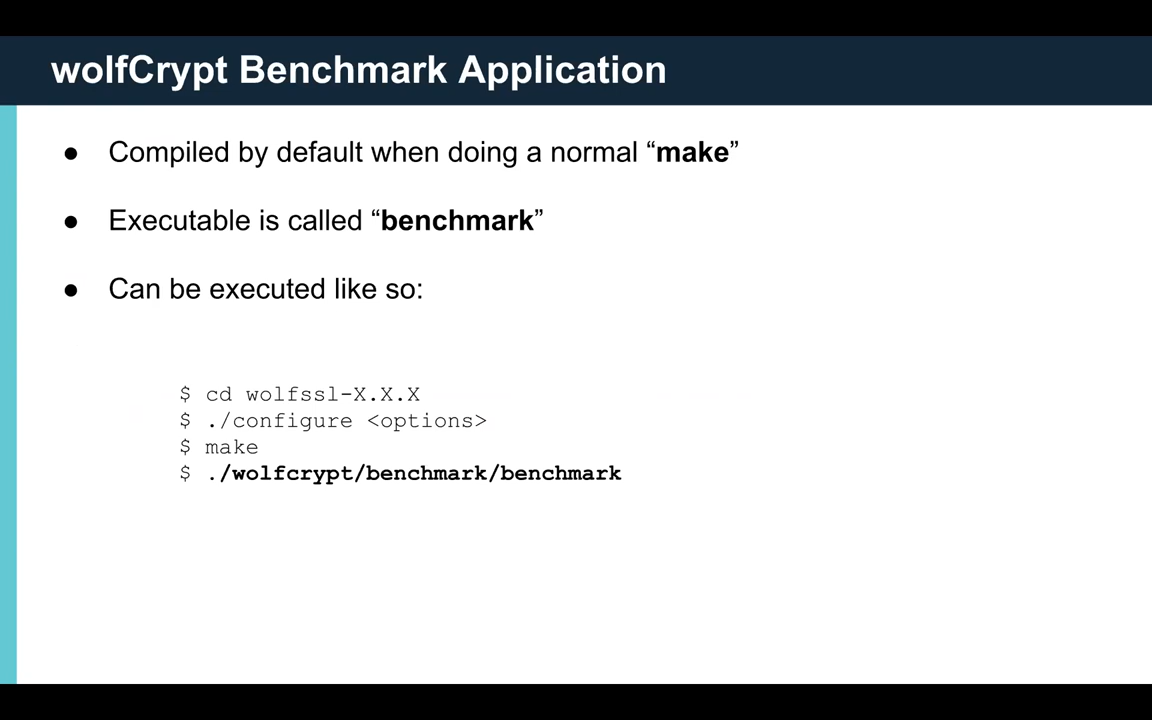 wolfCrypt Benchmark Application
● Compiled by default when doing a normal “make”
● Executable is called “benchmark”
● Can be executed like so:
$ cd wolfssl-X.X.X
$ ./configure <options>
$ make
$ ./wolfcrypt/benchmark/benchmark